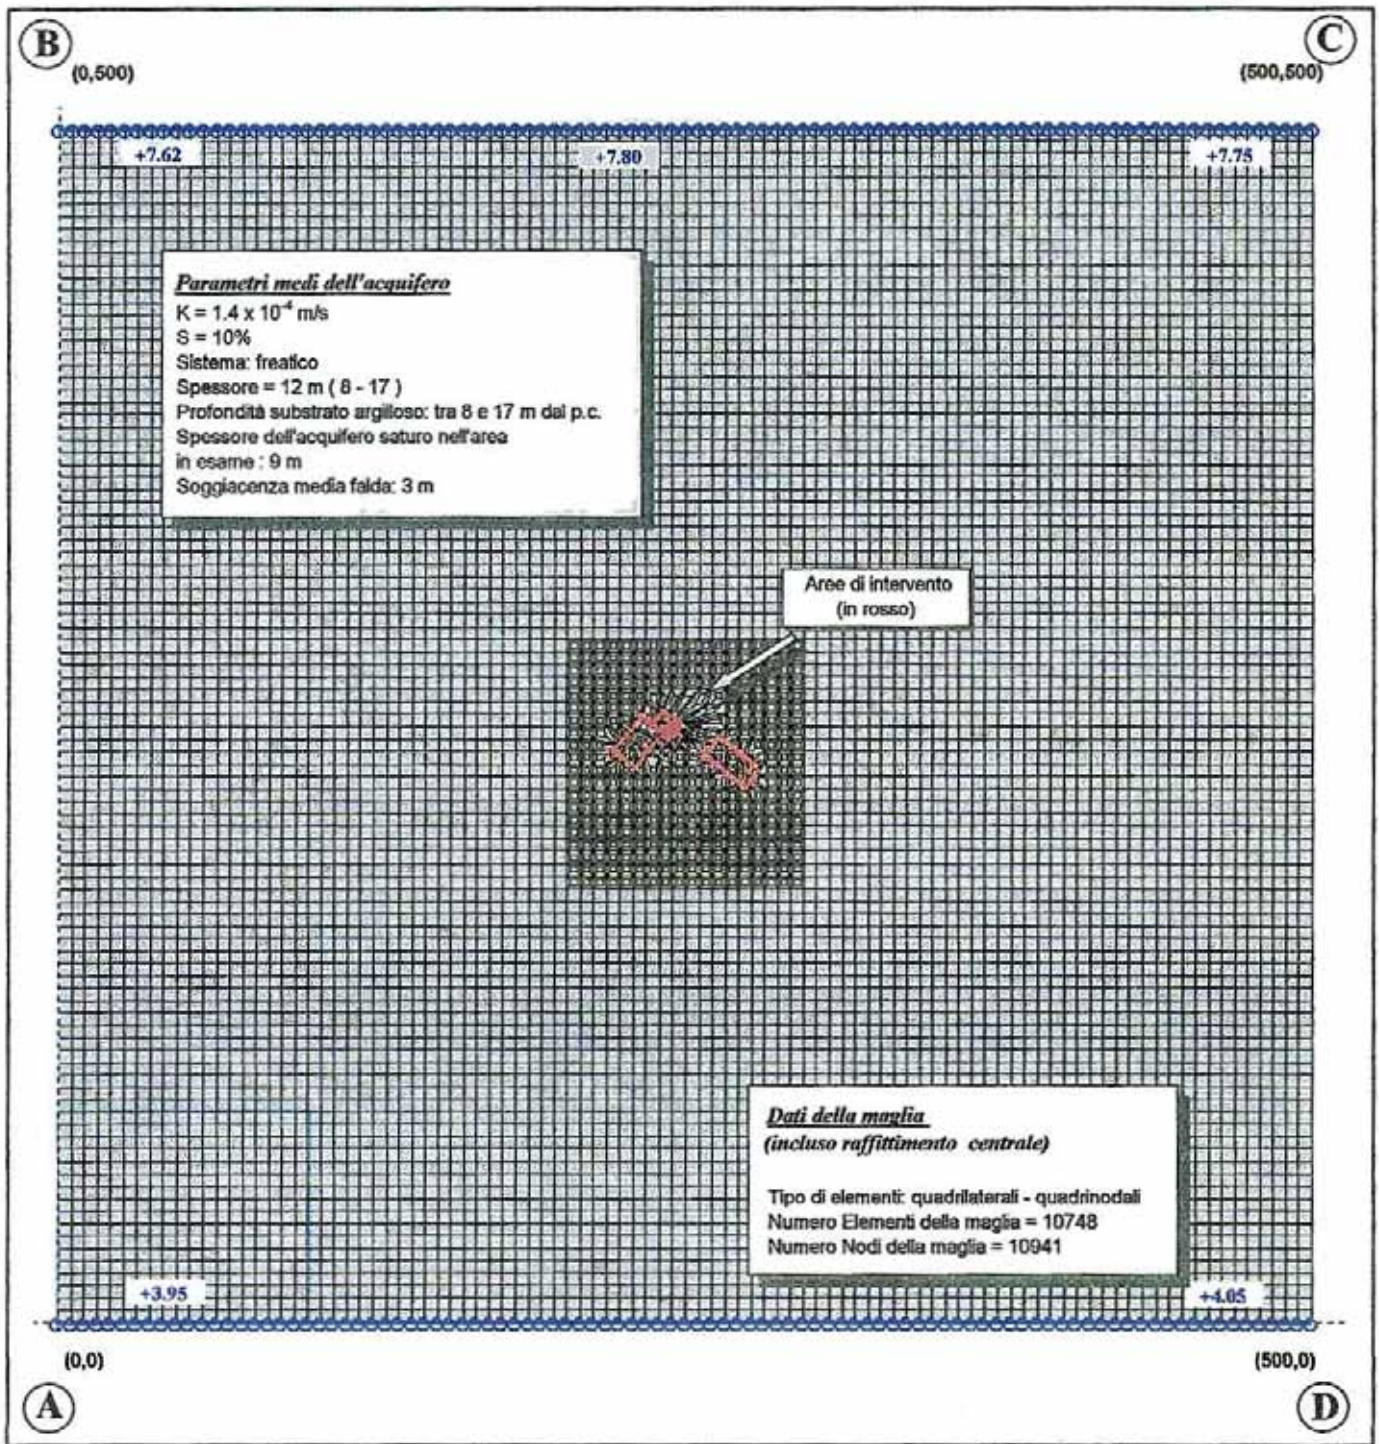 B
C
(0,500)
(500,500)
+7.62
+7.80
+7.75
Parametri medi dell'acquifero
K = 1.4 x 10⁻⁴ m/s
S = 10%
Sistema: freatico
Spessore = 12 m ( 8 - 17 )
Profondità substrato argilloso: tra 8 e 17 m dal p.c.
Spessore dell'acquifero saturo nell'area
in esame : 9 m
Soggiacenza media falda: 3 m
Aree di intervento
(in rosso)
Dati della maglia
(incluso raffittimento centrale)
Tipo di elementi: quadrilaterali - quadrinodali
Numero Elementi della maglia = 10748
Numero Nodi della maglia = 10941
+3.95
+4.05
(0,0)
(500,0)
A
D